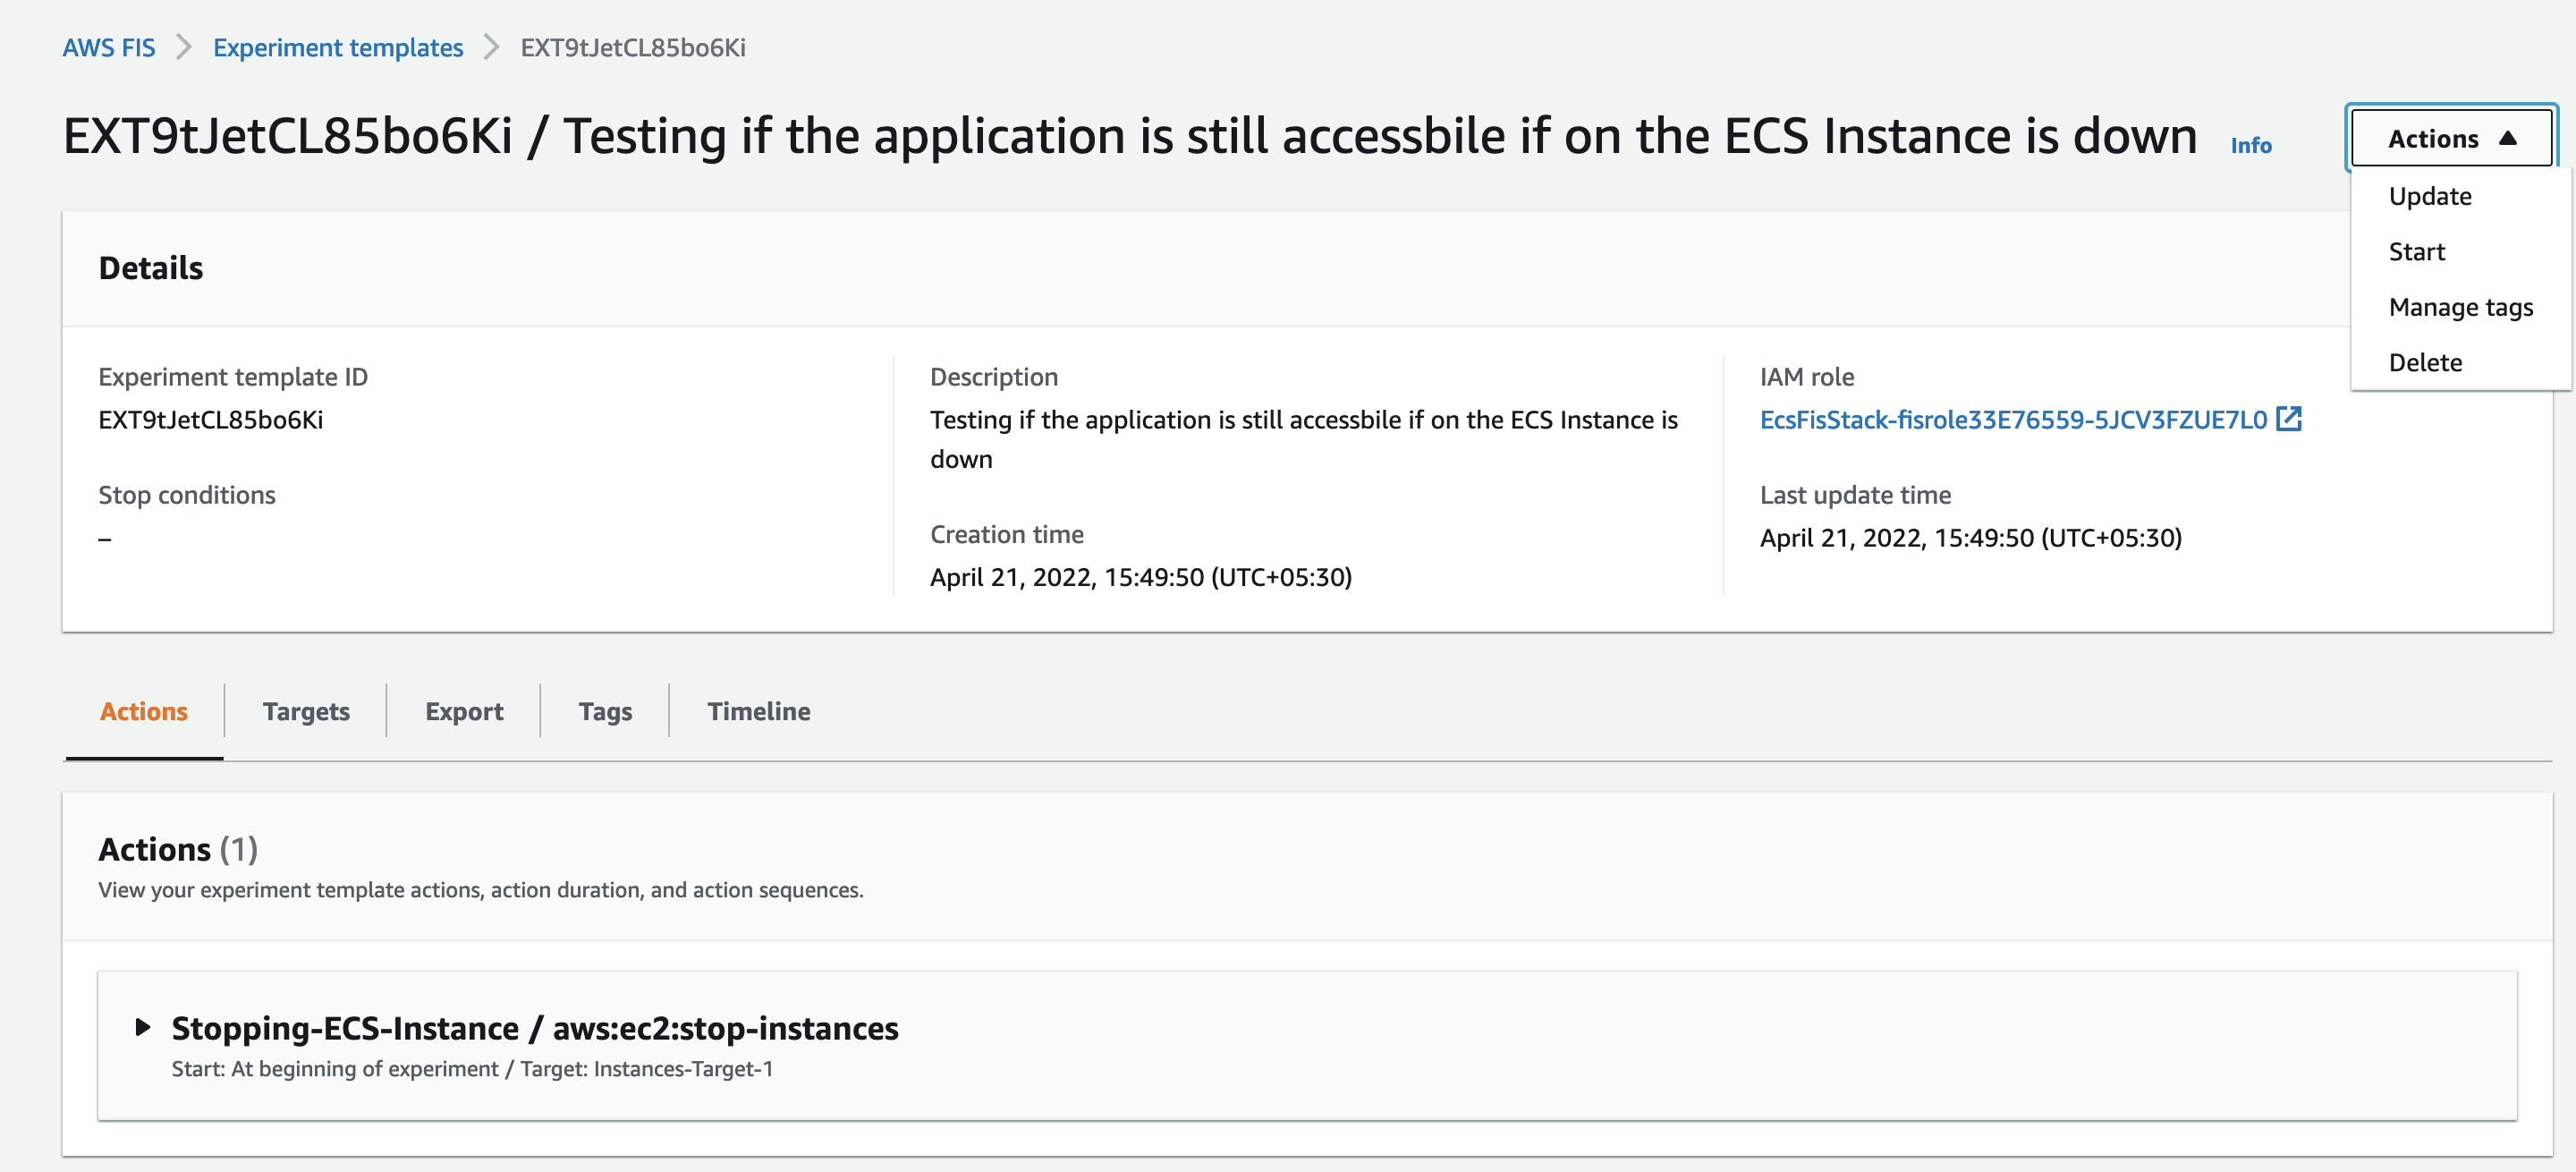 AWS FIS > Experiment templates > EXT9tJetCL85bo6Ki
EXT9tJetCL85bo6Ki / Testing if the application is still accessbile if on the ECS Instance is down Info
Actions ▲
Update
Start
Manage tags
Delete
Details
Experiment template ID
EXT9tJetCL85bo6Ki
Stop conditions
–
Description
Testing if the application is still accessbile if on the ECS Instance is
down
Creation time
April 21, 2022, 15:49:50 (UTC+05:30)
IAM role
EcsFisStack-fisrole33E76559-5JCV3FZUE7L0
Last update time
April 21, 2022, 15:49:50 (UTC+05:30)
Actions Targets Export Tags Timeline
Actions (1)
View your experiment template actions, action duration, and action sequences.
Stopping-ECS-Instance / aws:ec2:stop-instances
Start: At beginning of experiment / Target: Instances-Target-1